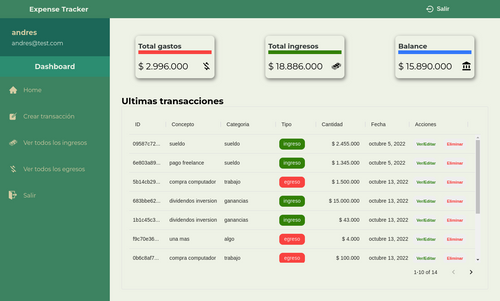 Expense Tracker
Salir
andres
andres@test.com
Dashboard
Home
Crear transacción
Ver todos los ingresos
Ver todos los egresos
Salir
Total gastos
$ 2.996.000
Total ingresos
$ 18.886.000
Balance
$ 15.890.000
Ultimas transacciones
ID Concepto Categoria Tipo Cantidad Fecha Acciones
09587c72... sueldo sueldo ingreso $ 2.455.000 octubre 5, 2022 Ver/Editar Eliminar
6e803a89... pago freelance sueldo ingreso $ 1.345.000 octubre 5, 2022 Ver/Editar Eliminar
5b14cb29... compra computador trabajo egreso $ 1.500.000 octubre 13, 2022 Ver/Editar Eliminar
683bbe62... dividendos inversion ganancias ingreso $ 15.000.000 octubre 13, 2022 Ver/Editar Eliminar
1b1c45c3... dividendos inversion ganancias ingreso $ 43.000 octubre 13, 2022 Ver/Editar Eliminar
f9c70e36... una mas algo egreso $ 4.000 octubre 13, 2022 Ver/Editar Eliminar
0b6c8af7... compra computador trabajo egreso $ 100.000 octubre 13, 2022 Ver/Editar Eliminar
1-10 of 14